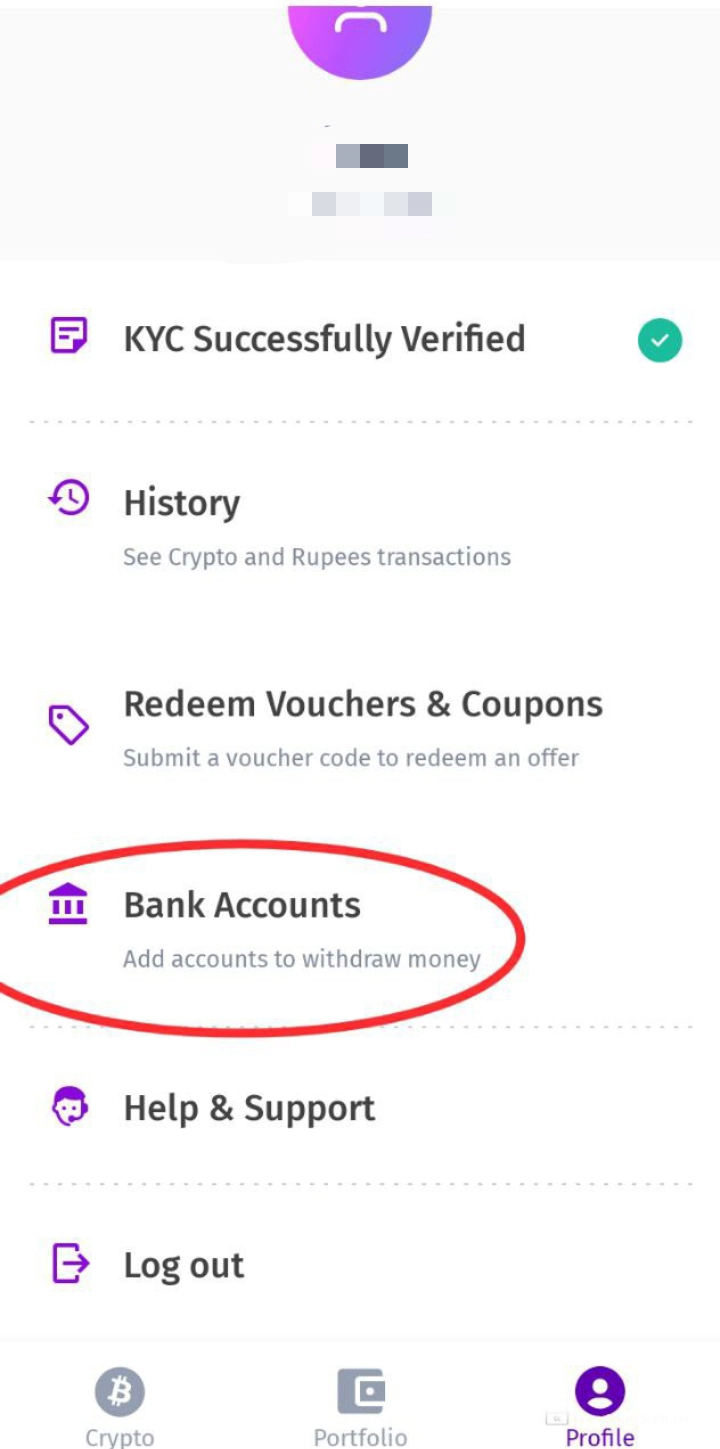 KYC Successfully Verified
History
See Crypto and Rupees transactions
Redeem Vouchers & Coupons
Submit a voucher code to redeem an offer
Bank Accounts
Add accounts to withdraw money
Help & Support
Log out
Crypto
Portfolio
Profile